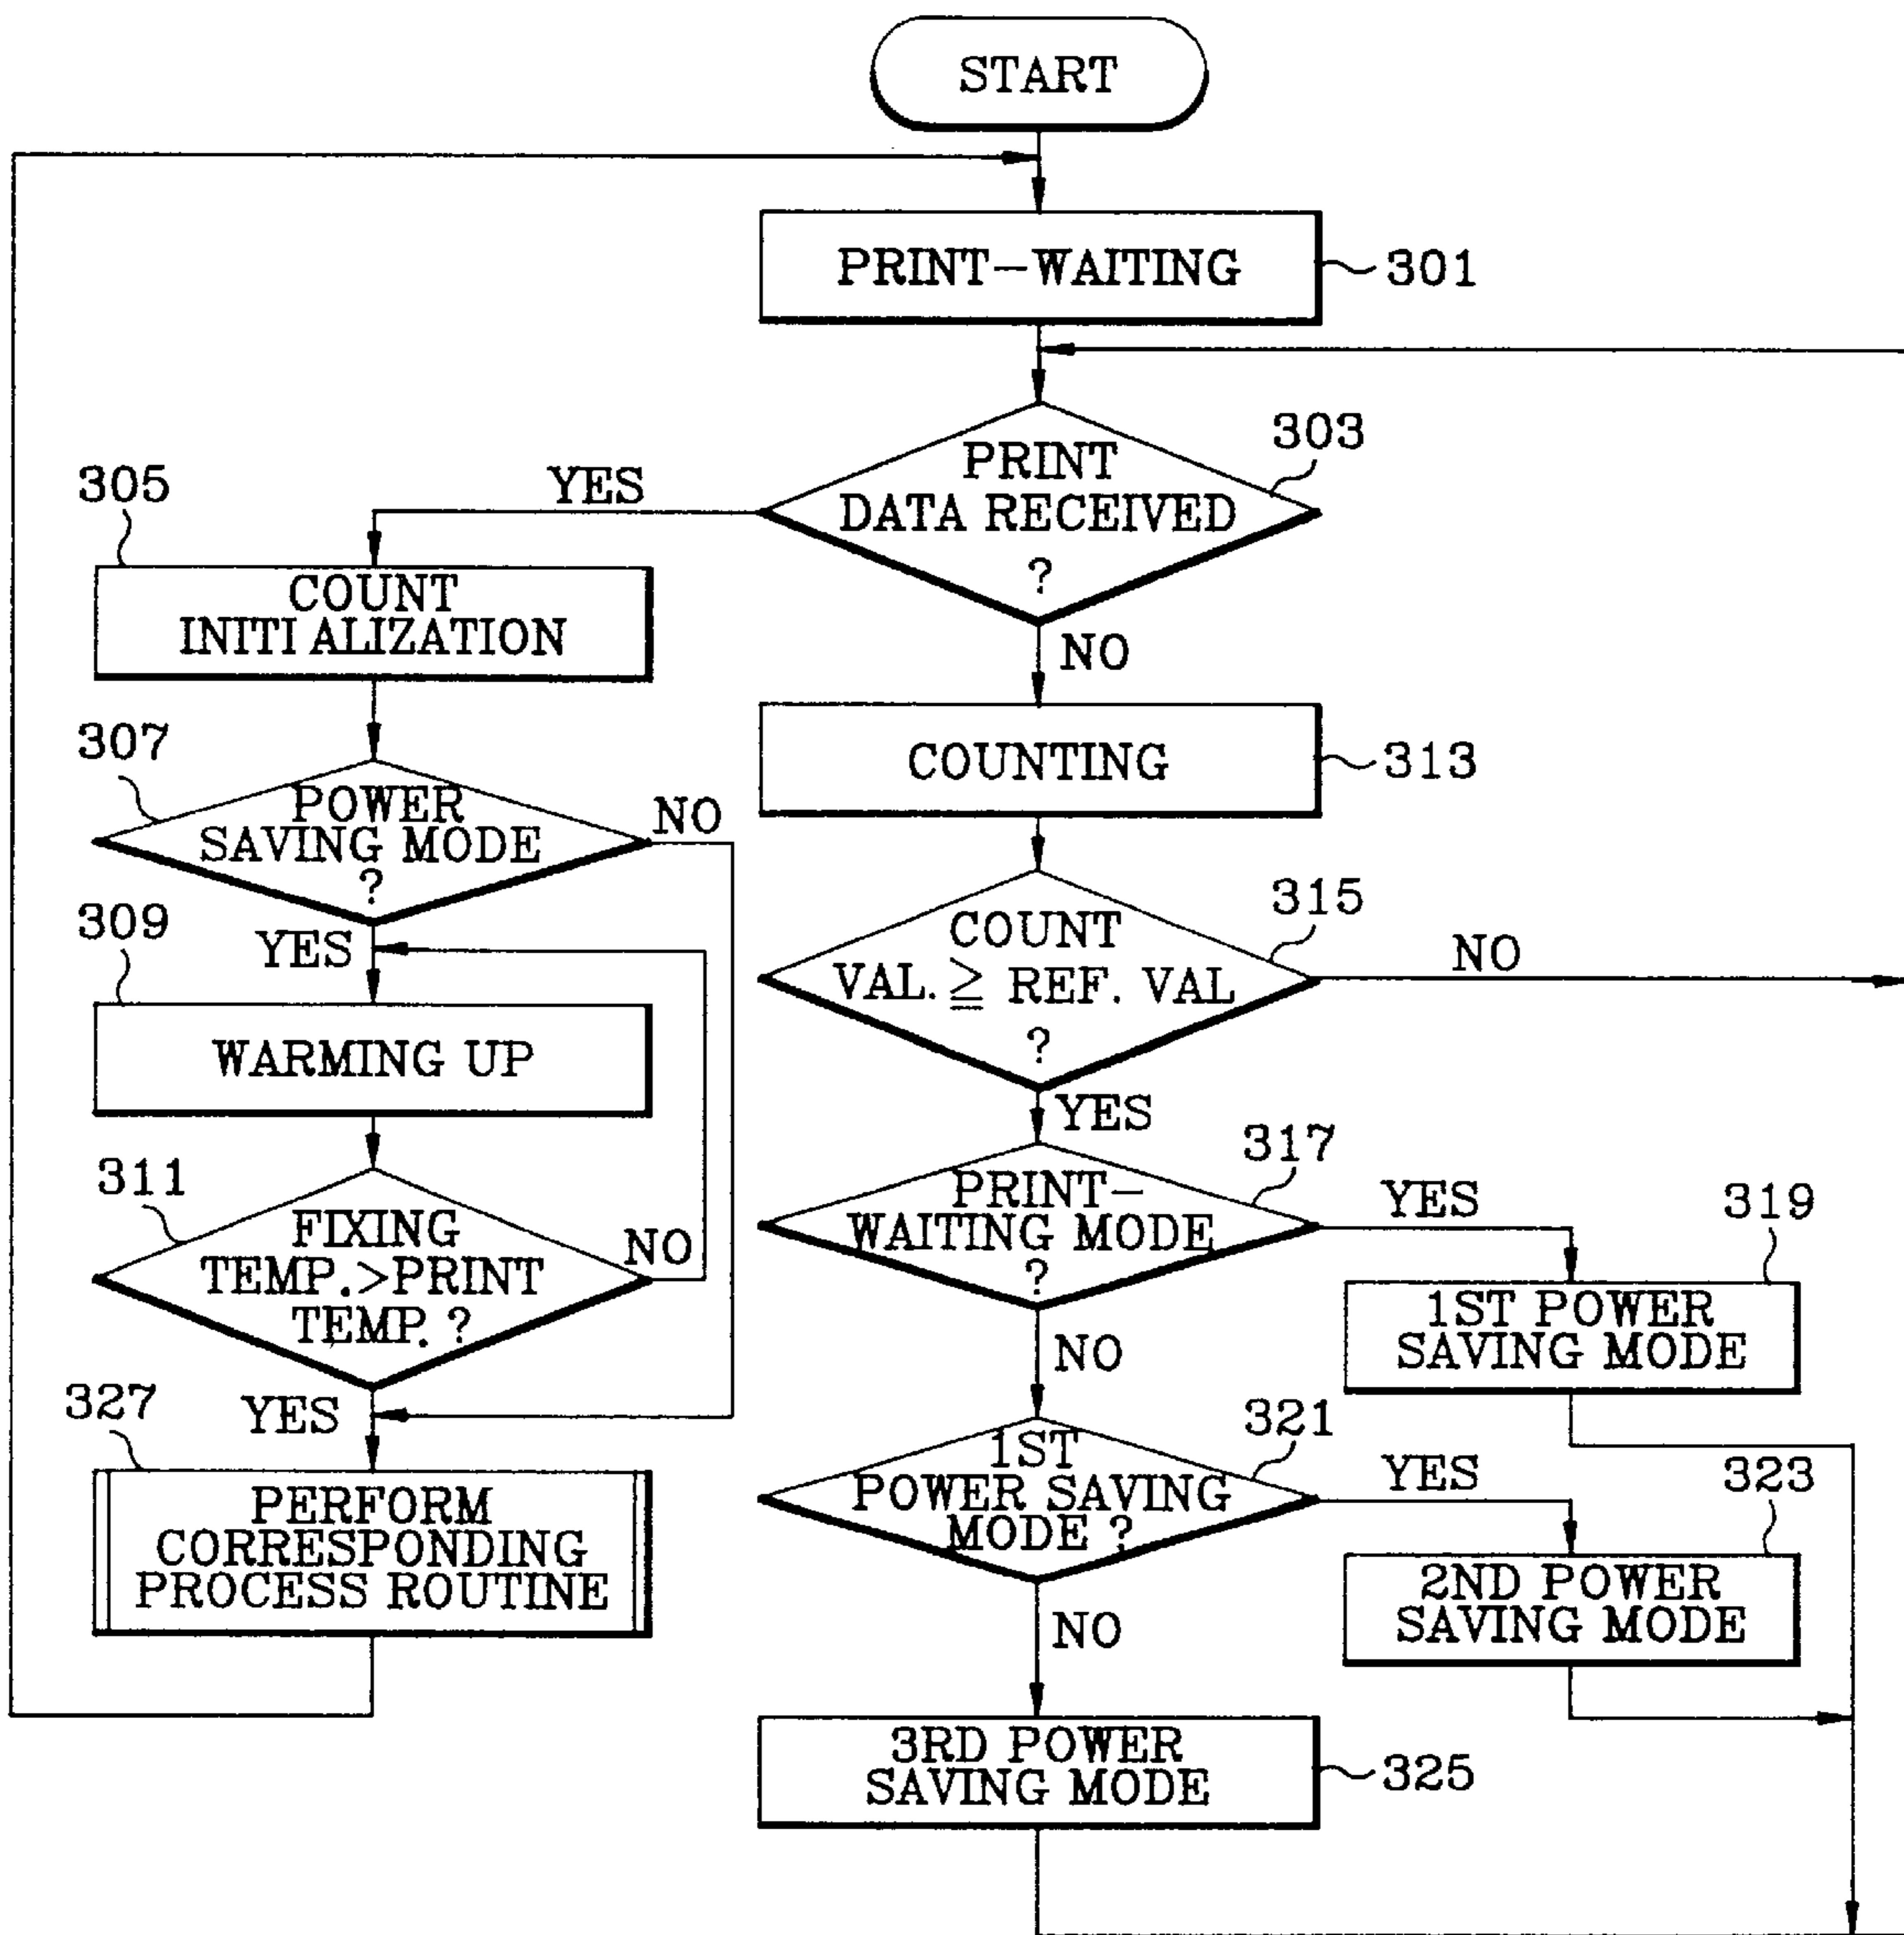 START
PRINT-WAITING
301
PRINT
DATA RECEIVED
?
303
YES
NO
305
COUNT
INITIALIZATION
307
POWER
SAVING MODE
?
NO
YES
309
WARMING UP
311
FIXING
TEMP.>PRINT
TEMP. ?
NO
YES
327
PERFORM
CORRESPONDING
PROCESS ROUTINE
COUNTING
313
COUNT
VAL. ≧ REF. VAL
?
315
NO
YES
PRINT-
WAITING MODE
?
317
YES
NO
319
1ST POWER
SAVING MODE
1ST
POWER SAVING
MODE ?
321
YES
NO
323
2ND POWER
SAVING MODE
3RD POWER
SAVING MODE
325